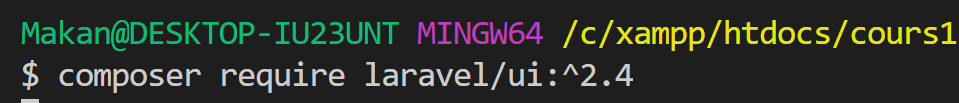 Makan@DESKTOP-IU23UNT MINGW64 /c/xampp/htdocs/cours1
$ composer require laravel/ui:^2.4